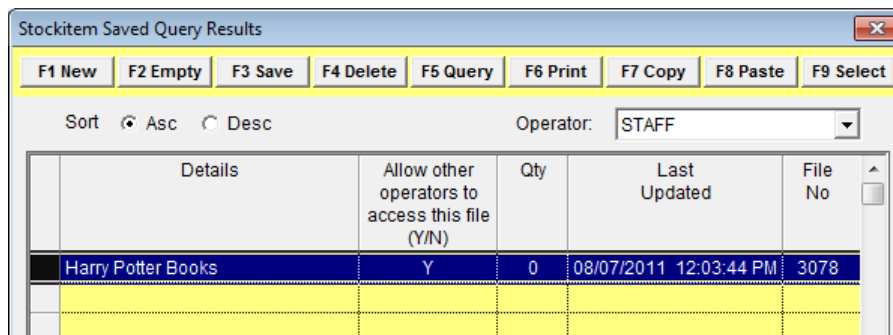 Stockitem Saved Query Results
F1 New F2 Empty F3 Save F4 Delete F5 Query F6 Print F7 Copy F8 Paste F9 Select
Sort Asc Desc Operator: STAFF
Details Allow other operators to access this file (Y/N) Qty Last Updated File No
Harry Potter Books Y 0 08/07/2011 12:03:44 PM 3078